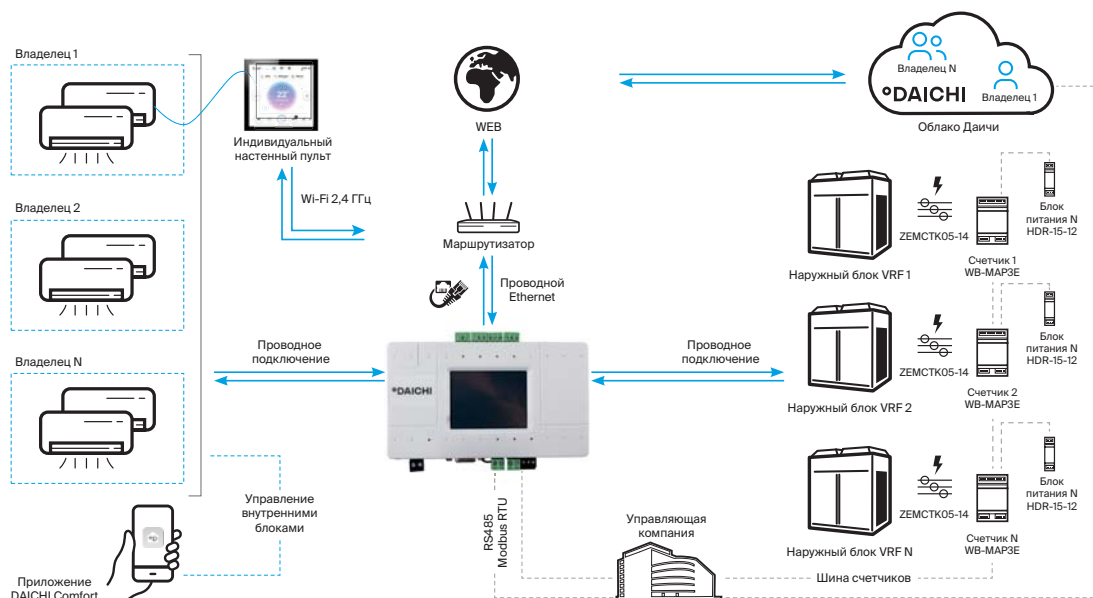 Владелец 1
Владелец 2
Владелец N
Приложение
DAICHI Comfort
Управление
внутренними
блоками
23°
Индивидуальный
настенный пульт
Wi-Fi 2,4 ГГц
WEB
Маршрутизатор
Проводной
Ethernet
Проводное
подключение
°DAICHI
Проводное
подключение
RS485
Modbus RTU
Управляющая
компания
Шина счетчиков
Владелец N
Владелец 1
°DAICHI
Облако Даичи
Наружный блок VRF 1
ZEMCTK05-14
Счетчик 1
WB-MAP3E
Блок
питания N
HDR-15-12
Наружный блок VRF 2
ZEMCTK05-14
Счетчик 2
WB-MAP3E
Блок
питания N
HDR-15-12
Наружный блок VRF N
ZEMCTK05-14
Счетчик N
WB-MAP3E
Блок
питания N
HDR-15-12